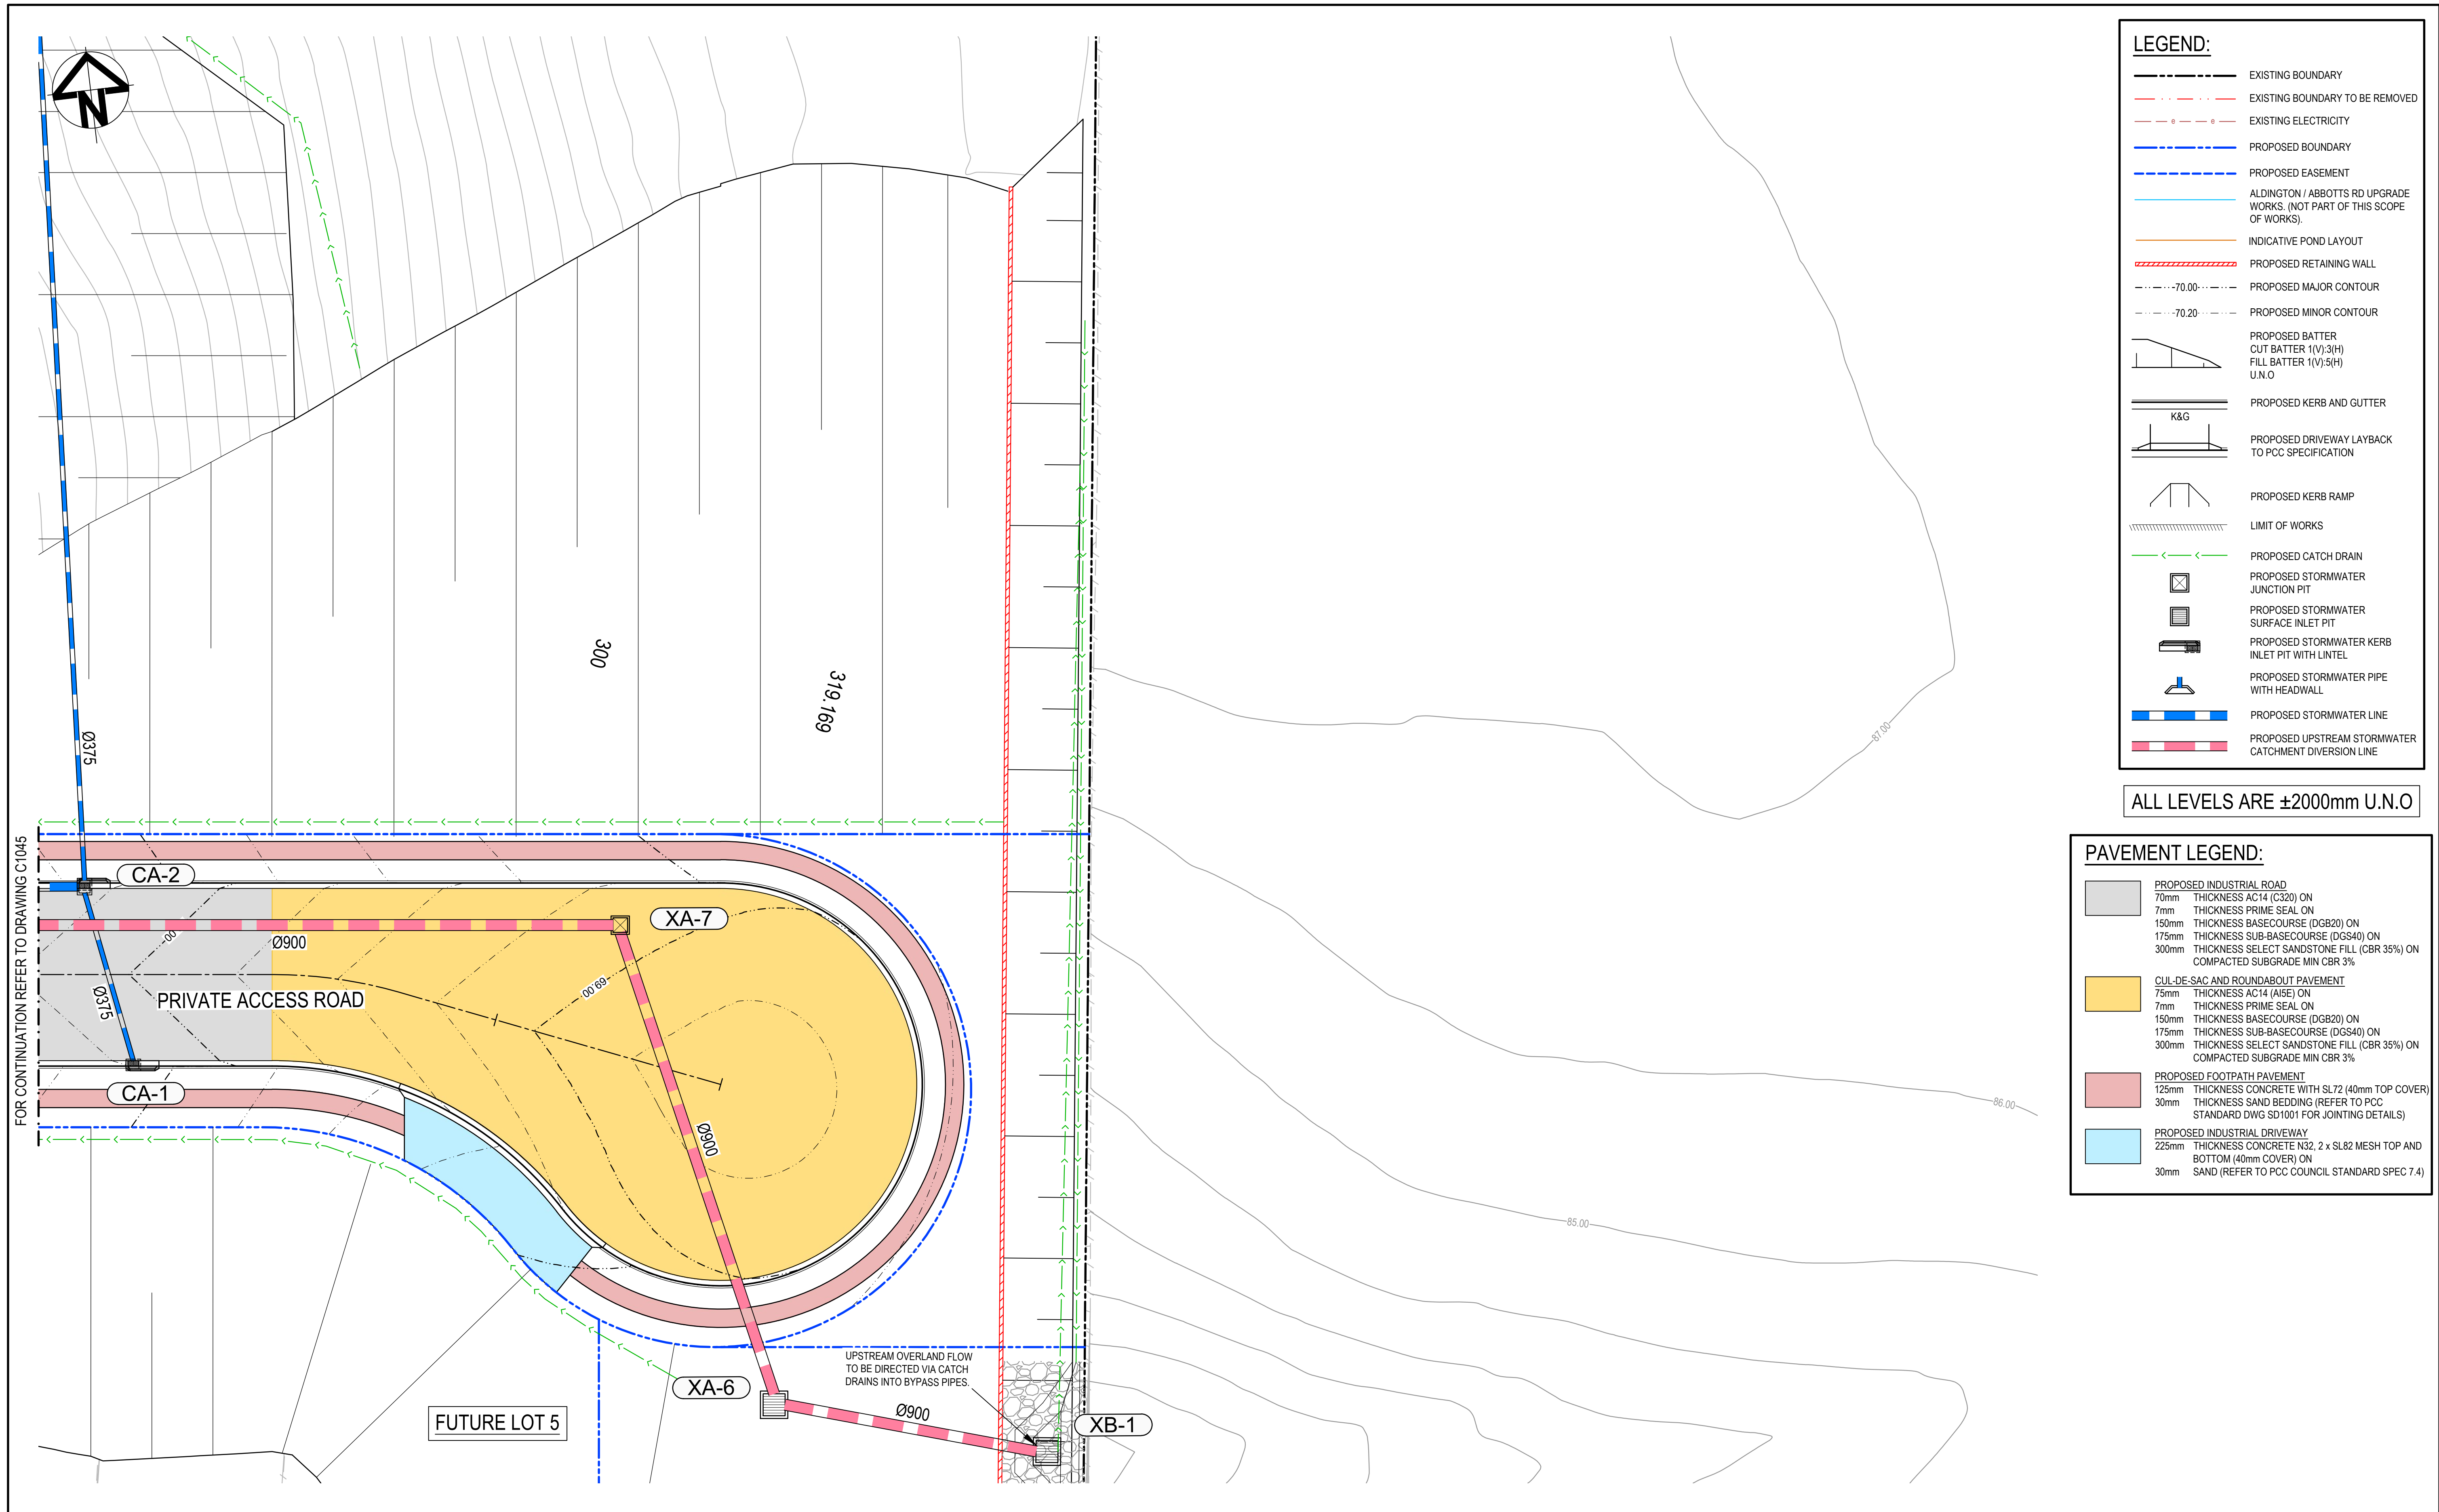 N
300
319.169
Ø375
FOR CONTINUATION REFER TO DRAWING C1045
CA-2
XA-7
Ø900
00
69.00
PRIVATE ACCESS ROAD
Ø375
CA-1
Ø900
UPSTREAM OVERLAND FLOW
TO BE DIRECTED VIA CATCH
DRAINS INTO BYPASS PIPES.
XA-6
Ø900
XB-1
FUTURE LOT 5
87.00
86.00
85.00
LEGEND:
EXISTING BOUNDARY
EXISTING BOUNDARY TO BE REMOVED
e e EXISTING ELECTRICITY
PROPOSED BOUNDARY
PROPOSED EASEMENT
ALDINGTON / ABBOTTS RD UPGRADE
WORKS. (NOT PART OF THIS SCOPE
OF WORKS).
INDICATIVE POND LAYOUT
PROPOSED RETAINING WALL
70.00 PROPOSED MAJOR CONTOUR
70.20 PROPOSED MINOR CONTOUR
PROPOSED BATTER
CUT BATTER 1(V):3(H)
FILL BATTER 1(V):5(H)
U.N.O
PROPOSED KERB AND GUTTER
K&G
PROPOSED DRIVEWAY LAYBACK
TO PCC SPECIFICATION
PROPOSED KERB RAMP
LIMIT OF WORKS
PROPOSED CATCH DRAIN
PROPOSED STORMWATER
JUNCTION PIT
PROPOSED STORMWATER
SURFACE INLET PIT
PROPOSED STORMWATER KERB
INLET PIT WITH LINTEL
PROPOSED STORMWATER PIPE
WITH HEADWALL
PROPOSED STORMWATER LINE
PROPOSED UPSTREAM STORMWATER
CATCHMENT DIVERSION LINE
ALL LEVELS ARE ±2000mm U.N.O
PAVEMENT LEGEND:
PROPOSED INDUSTRIAL ROAD
70mm THICKNESS AC14 (C320) ON
7mm THICKNESS PRIME SEAL ON
150mm THICKNESS BASECOURSE (DGB20) ON
175mm THICKNESS SUB-BASECOURSE (DGS40) ON
300mm THICKNESS SELECT SANDSTONE FILL (CBR 35%) ON
COMPACTED SUBGRADE MIN CBR 3%
CUL-DE-SAC AND ROUNDABOUT PAVEMENT
75mm THICKNESS AC14 (AI5E) ON
7mm THICKNESS PRIME SEAL ON
150mm THICKNESS BASECOURSE (DGB20) ON
175mm THICKNESS SUB-BASECOURSE (DGS40) ON
300mm THICKNESS SELECT SANDSTONE FILL (CBR 35%) ON
COMPACTED SUBGRADE MIN CBR 3%
PROPOSED FOOTPATH PAVEMENT
125mm THICKNESS CONCRETE WITH SL72 (40mm TOP COVER)
30mm THICKNESS SAND BEDDING (REFER TO PCC
STANDARD DWG SD1001 FOR JOINTING DETAILS)
PROPOSED INDUSTRIAL DRIVEWAY
225mm THICKNESS CONCRETE N32, 2 x SL82 MESH TOP AND
BOTTOM (40mm COVER) ON
30mm SAND (REFER TO PCC COUNCIL STANDARD SPEC 7.4)